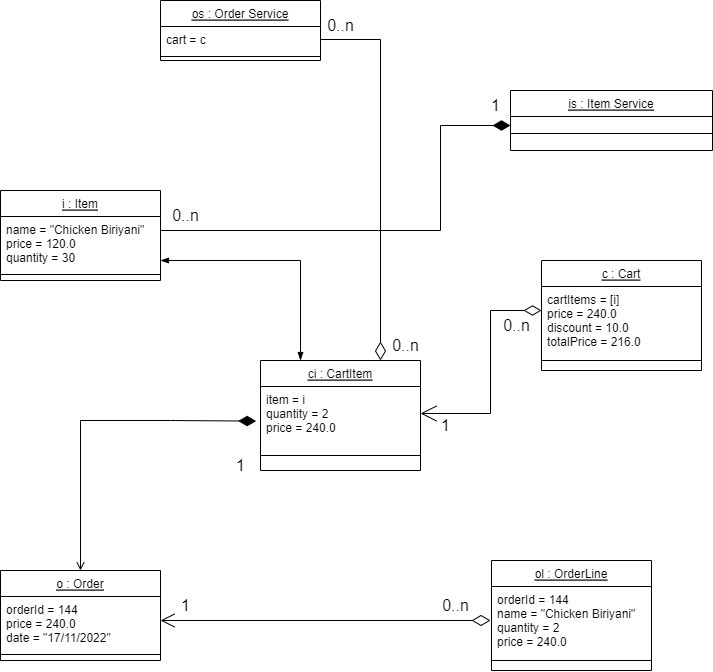 os : Order Service
cart = c
0..n
is : Item Service
1
i : Item
name = "Chicken Biriyani"
price = 120.0
quantity = 30
0..n
c : Cart
cartItems = [i]
price = 240.0
discount = 10.0
totalPrice = 216.0
0..n
0..n
ci : CartItem
item = i
quantity = 2
price = 240.0
1
1
o : Order
orderId = 144
price = 240.0
date = "17/11/2022"
1
0..n
ol : OrderLine
orderId = 144
name = "Chicken Biriyani"
quantity = 2
price = 240.0